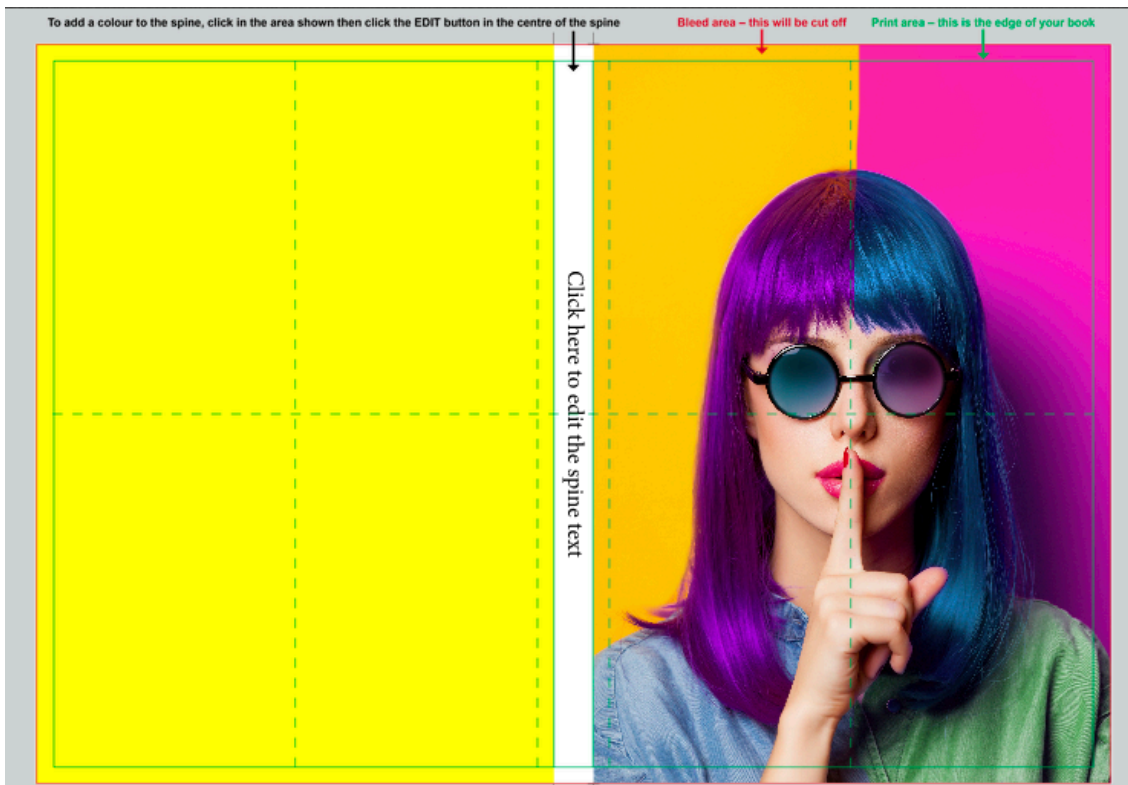 To add a colour to the spine, click in the area shown then click the EDIT button in the centre of the spine
Bleed area – this will be cut off
Print area – this is the edge of your book
Click here to edit the spine text